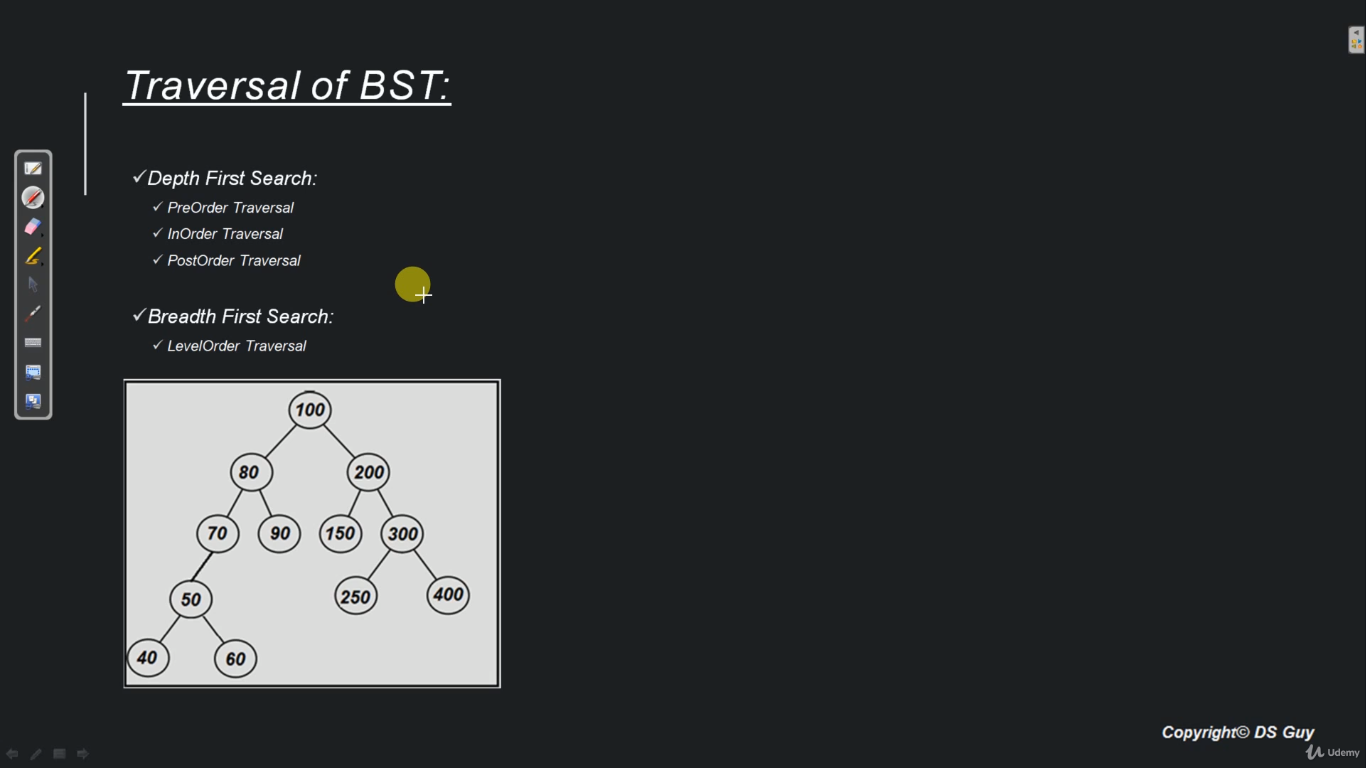 Traversal of BST:
✓Depth First Search:
✓ PreOrder Traversal
✓ InOrder Traversal
✓ PostOrder Traversal
✓Breadth First Search:
✓ LevelOrder Traversal
100
80 200
70 90 150 300
50 250 400
40 60
Copyright© DS Guy
Udemy